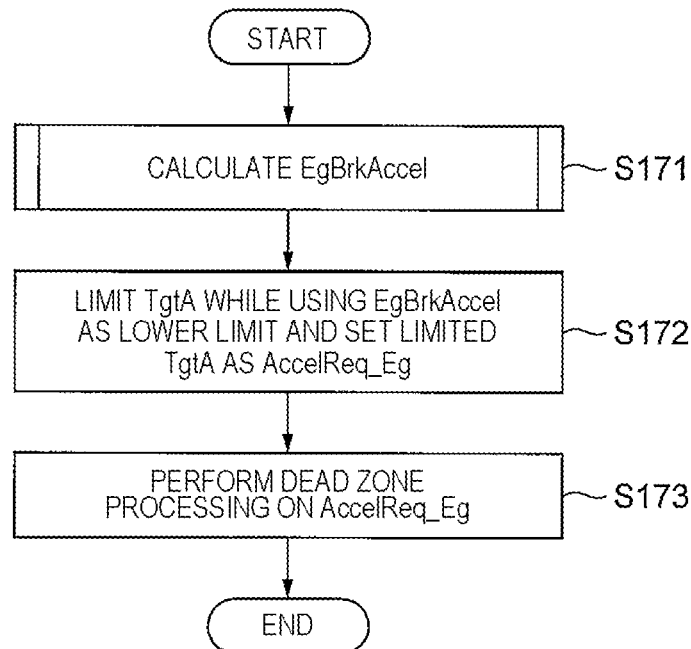 START
CALCULATE EgBrkAccel
S171
LIMIT TgtA WHILE USING EgBrkAccel
AS LOWER LIMIT AND SET LIMITED
TgtA AS AccelReq_Eg
S172
PERFORM DEAD ZONE
PROCESSING ON AccelReq_Eg
S173
END